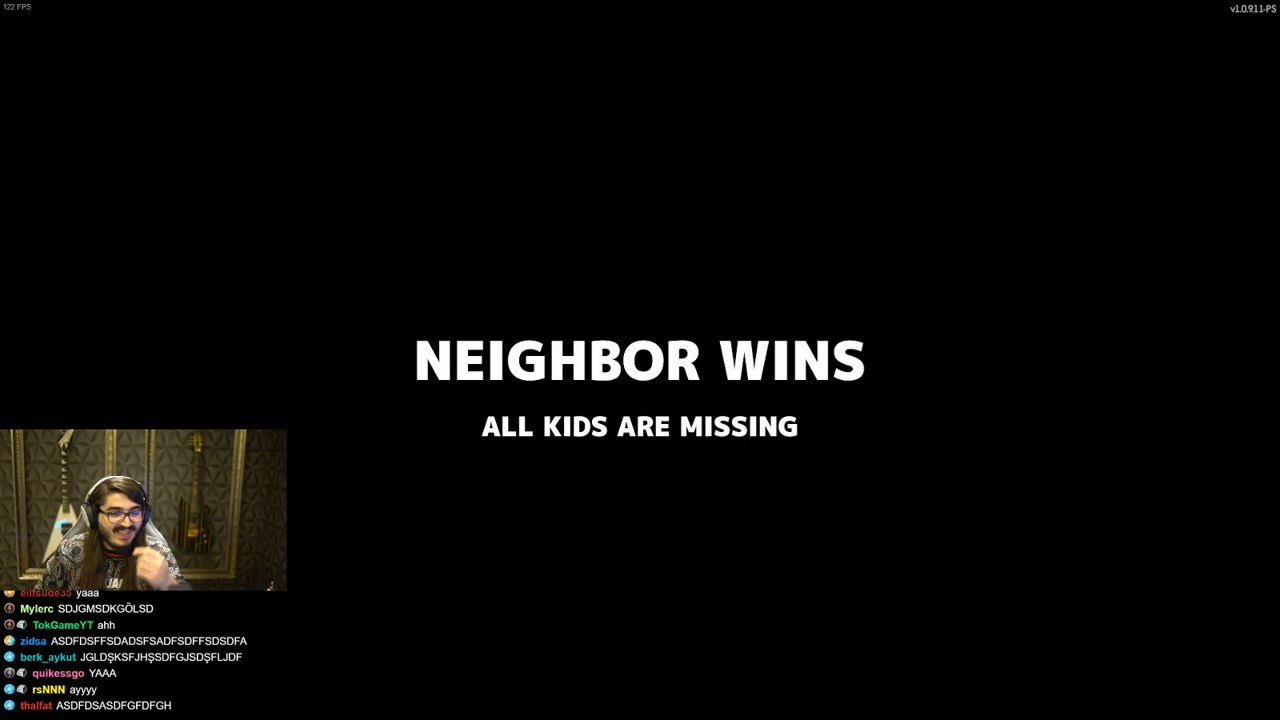 122 FPS
v1.0.911-PS
NEIGHBOR WINS
ALL KIDS ARE MISSING
elifsude35 yaaa
Mylerc SDJGMSDKGÖLSD
TokGameYT ahh
zidsa ASDFDSFFSDADSFSADFSDFFSDSDFA
berk_aykut JGLDŞKSFJHŞSDFGJSDŞFLJDF
quikessgo YAAA
rsNNN ayyyy
thalfat ASDFDSASDFGFDFGH